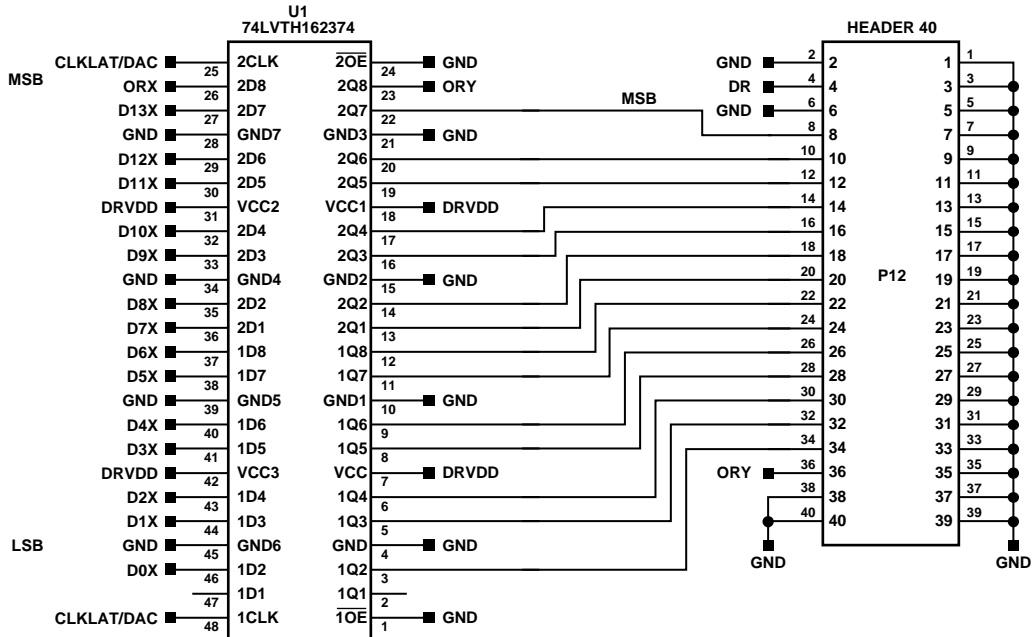 U1
74LVTH162374
HEADER 40
CLKLAT/DAC 25 2CLK 2OE 24 GND
MSB
ORX 26 2D8 2Q8 23 ORY
D13X 27 2D7 2Q7 22 MSB
GND 28 GND7 GND3 21 GND
D12X 29 2D6 2Q6 20
D11X 30 2D5 2Q5 19
DRVDD 31 VCC2 VCC1 18 DRVDD
D10X 32 2D4 2Q4 17
D9X 33 2D3 2Q3 16
GND 34 GND4 GND2 15 GND
D8X 35 2D2 2Q2 14
D7X 36 2D1 2Q1 13
D6X 37 1D8 1Q8 12
D5X 38 1D7 1Q7 11
GND 39 GND5 GND1 10 GND
D4X 40 1D6 1Q6 9
D3X 41 1D5 1Q5 8
DRVDD 42 VCC3 VCC 7 DRVDD
D2X 43 1D4 1Q4 6
D1X 44 1D3 1Q3 5
LSB
GND 45 GND6 GND 4 GND
D0X 46 1D2 1Q2 3
47 1D1 1Q1 2
CLKLAT/DAC 48 1CLK 1OE 1 GND
GND 2 2 1 1
DR 4 4 3 3
GND 6 6 5 5
8 8 7 7
10 10 9 9
12 12 11 11
14 14 13 13
16 16 15 15
18 18 17 17
P12
20 20 19 19
22 22 21 21
24 24 23 23
26 26 25 25
28 28 27 27
30 30 29 29
32 32 31 31
34 34 33 33
ORY 36 36 35 35
38 38 37 37
40 40 39 39
GND
GND